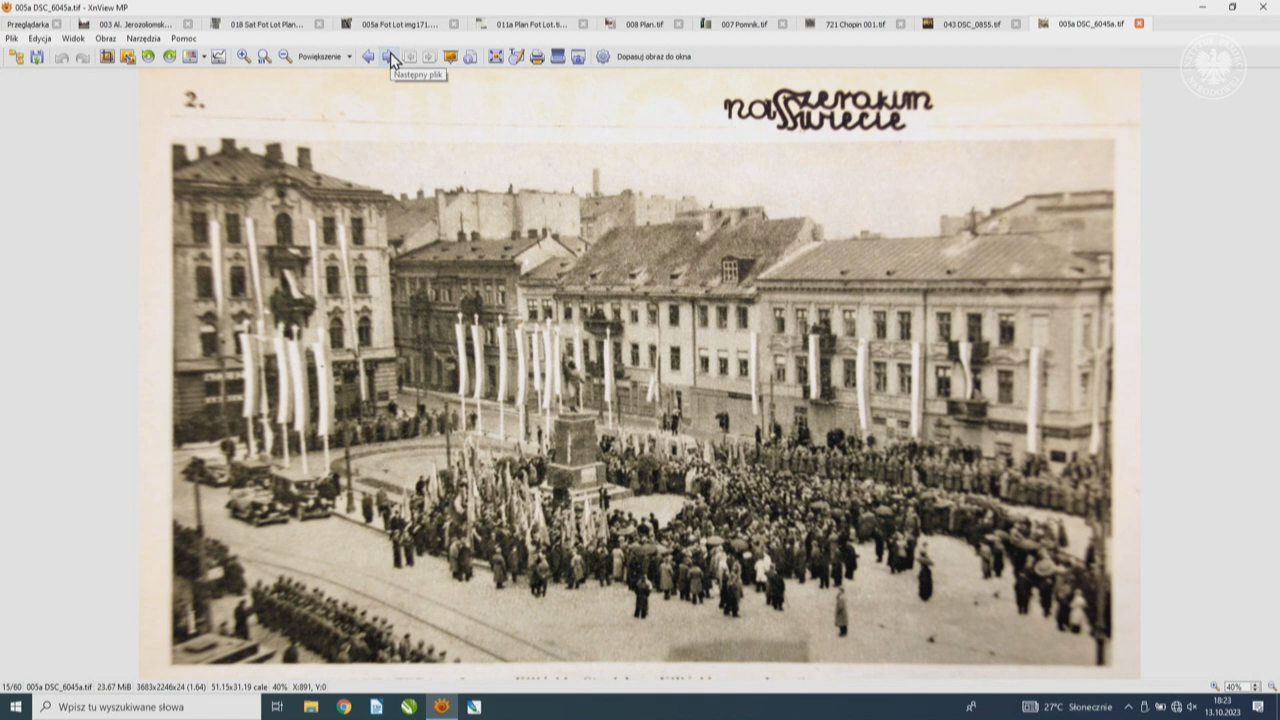 005a DSC_6045a.tif - XnView MP
Przeglądarka
003 Al. Jerozolimsk...
018 Sat Fot Lot Plan...
005a Fot Lot img171....
011a Plan Fot Lot.ti...
008 Plan.tif
007 Pomnik.tif
721 Chopin 001.tif
043 DSC_0855.tif
005a DSC_6045a.tif
Plik Edycja Widok Obraz Narzędzia Pomoc
Powiększenie
Dopasuj obraz do okna
Następny plik
2.
na Szerokim Świecie
15/60 005a DSC_6045a.tif 23.67 MiB 3683x2246x24 (1.64) 51.15x31.19 cale 40% X:891, Y:0
40%
Wpisz tu wyszukiwane słowa
27°C Słonecznie
18:23
13.10.2023